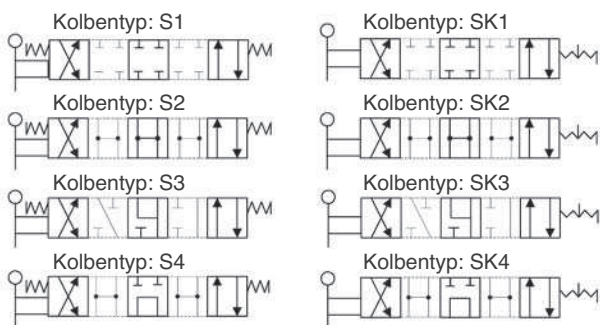 Kolbentyp: S1
Kolbentyp: SK1
Kolbentyp: S2
Kolbentyp: SK2
Kolbentyp: S3
Kolbentyp: SK3
Kolbentyp: S4
Kolbentyp: SK4